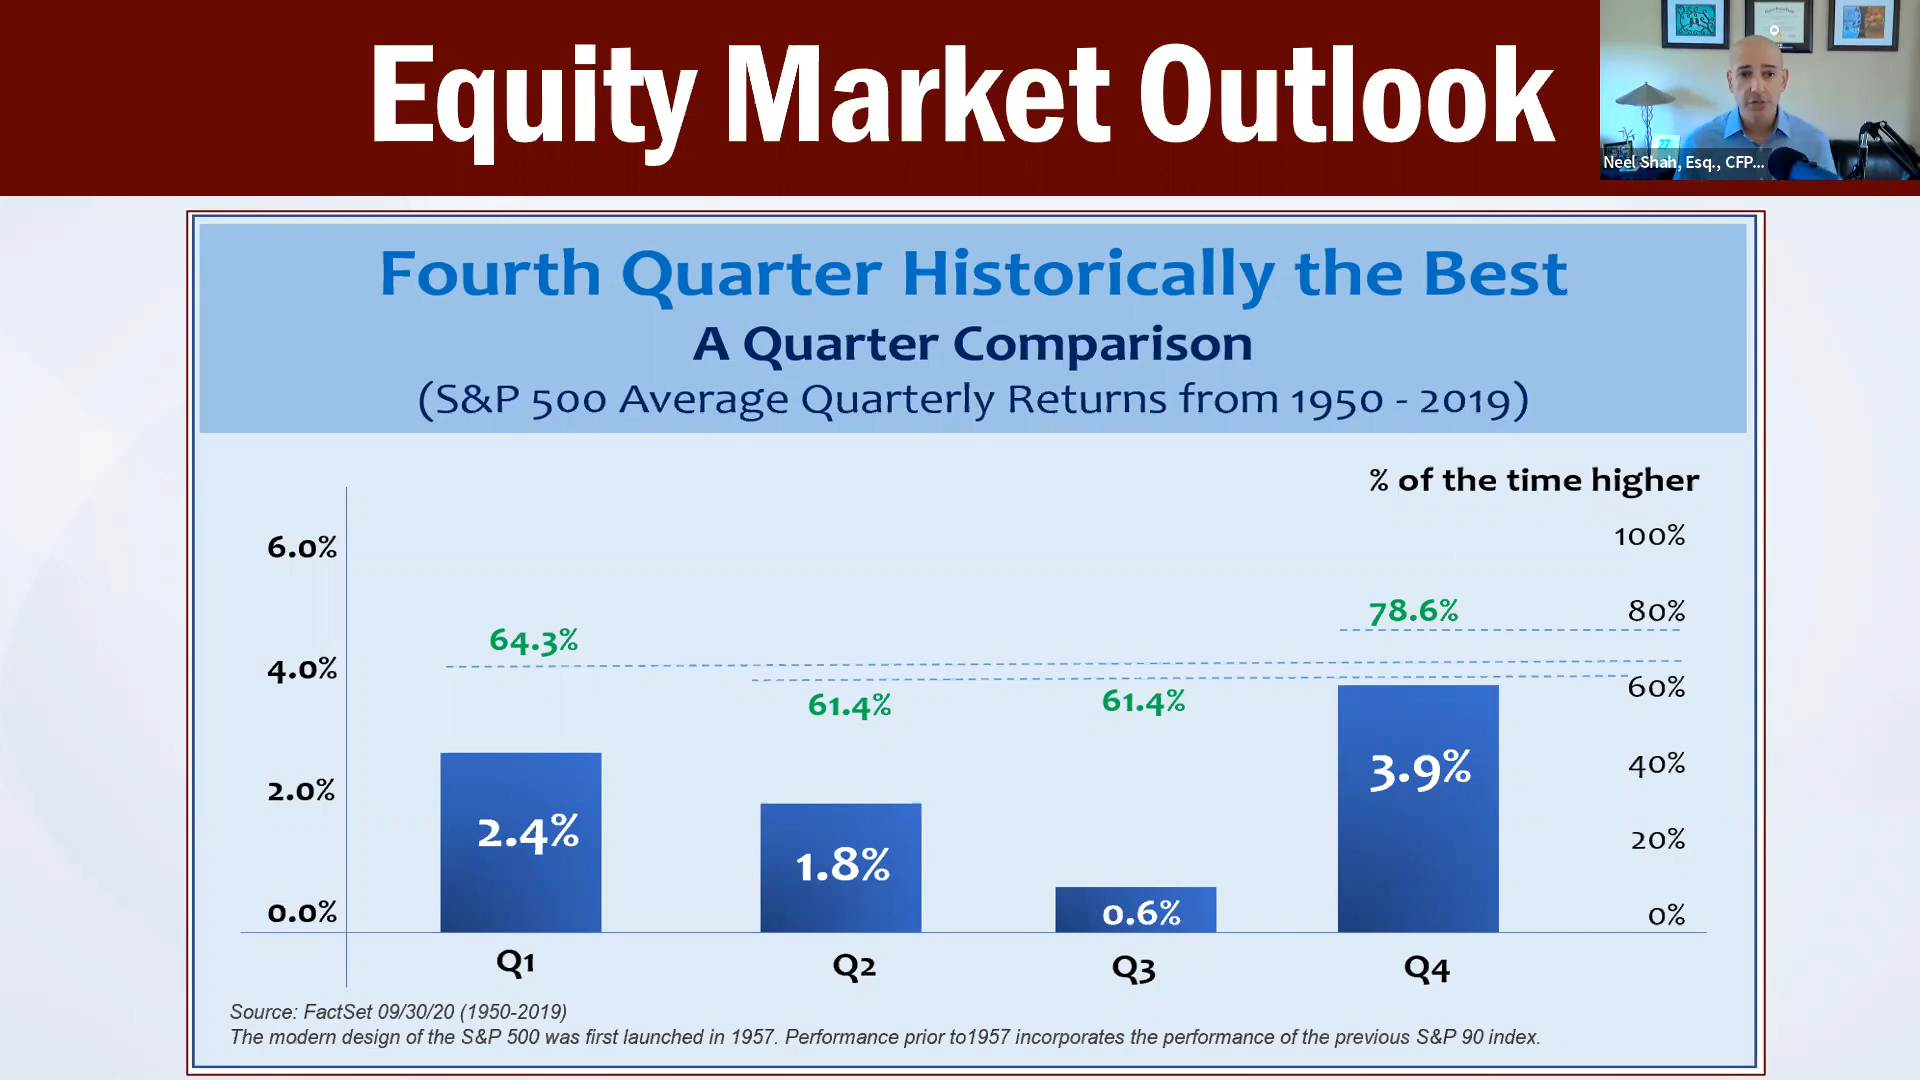 Equity Market Outlook
27
Neel Shah, Esq., CFP...
Fourth Quarter Historically the Best
A Quarter Comparison
(S&P 500 Average Quarterly Returns from 1950 - 2019)
% of the time higher
6.0%
4.0%
2.0%
0.0%
100%
80%
60%
40%
20%
0%
64.3%
61.4%
61.4%
78.6%
2.4%
1.8%
0.6%
3.9%
Q1
Q2
Q3
Q4
Source: FactSet 09/30/20 (1950-2019)
The modern design of the S&P 500 was first launched in 1957. Performance prior to1957 incorporates the performance of the previous S&P 90 index.